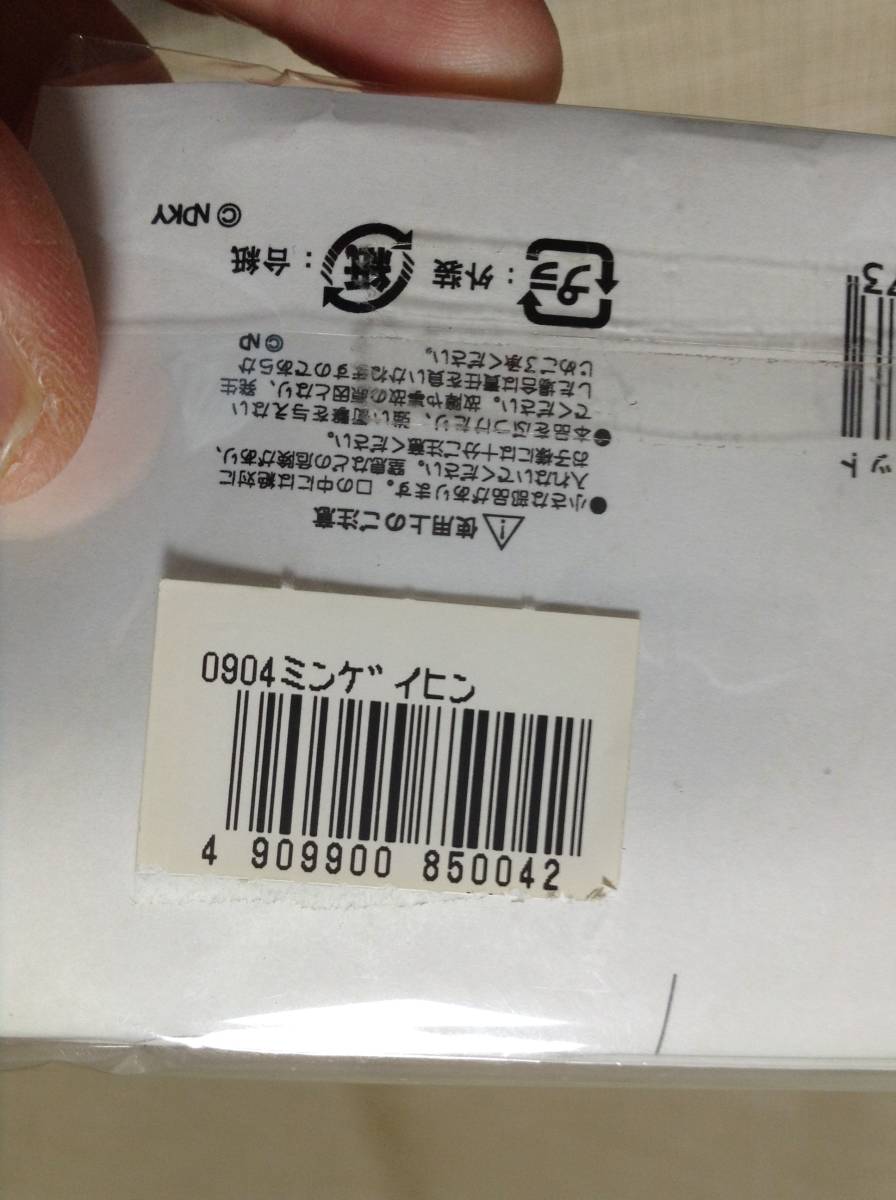 0904ミンゲイヒン
4 909900 850042
⚠使用上のご注意
●小さな部品があります。口の中には絶対に
入れないでください。窒息などの危険があり、
お子様には十分ご注意ください。
●本品をぶつけたり、強い衝撃を与えない
でください。故障や事故の原因となり、発生
した場合は責任を負いかねますのであらか
じめご了承ください。
© ND
プラ：外装 紙：台紙
© NDKY
ット
73